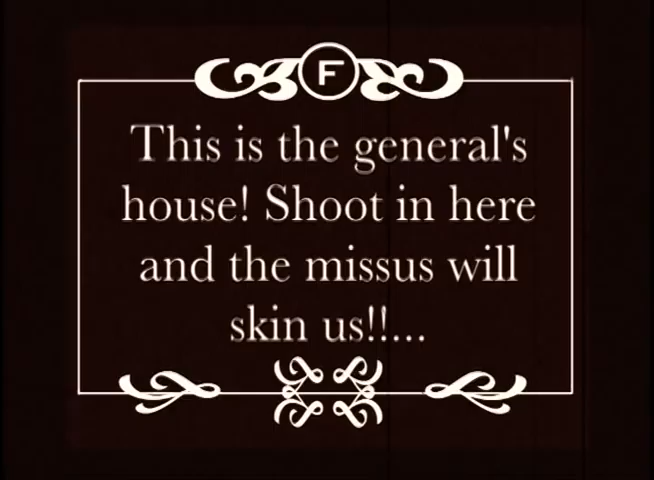 F
This is the general's
house! Shoot in here
and the missus will
skin us!!...